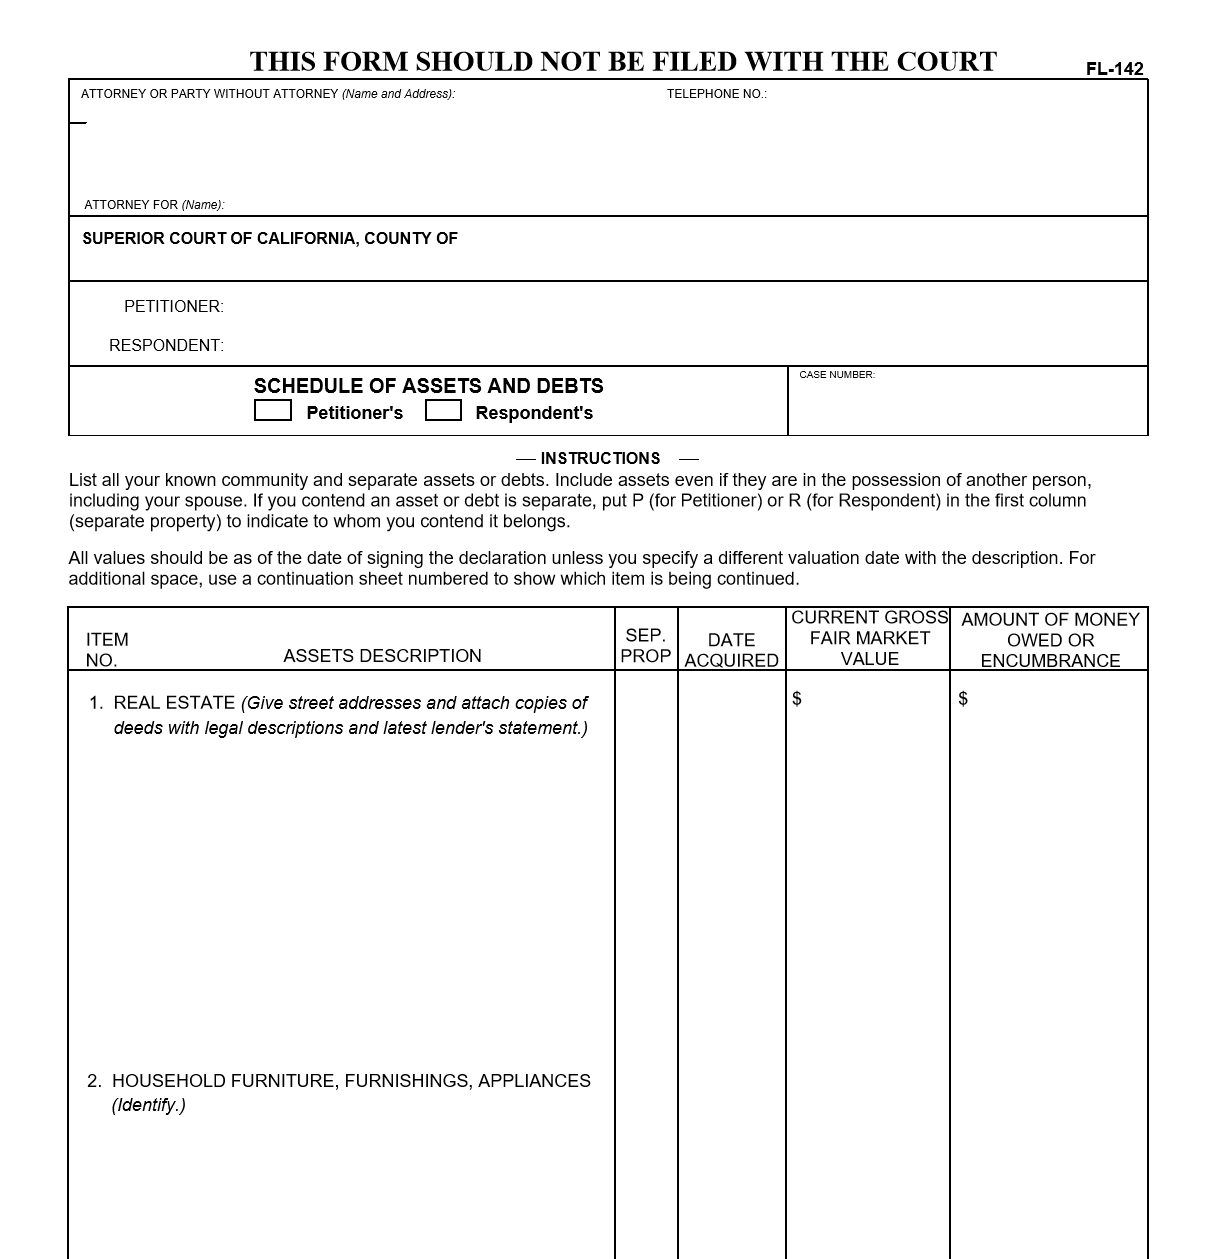 THIS FORM SHOULD NOT BE FILED WITH THE COURT
FL-142
ATTORNEY OR PARTY WITHOUT ATTORNEY (Name and Address):
TELEPHONE NO.:
ATTORNEY FOR (Name):
SUPERIOR COURT OF CALIFORNIA, COUNTY OF
PETITIONER:
RESPONDENT:
SCHEDULE OF ASSETS AND DEBTS
Petitioner's Respondent's
CASE NUMBER:
— INSTRUCTIONS —
List all your known community and separate assets or debts. Include assets even if they are in the possession of another person,
including your spouse. If you contend an asset or debt is separate, put P (for Petitioner) or R (for Respondent) in the first column
(separate property) to indicate to whom you contend it belongs.
All values should be as of the date of signing the declaration unless you specify a different valuation date with the description. For
additional space, use a continuation sheet numbered to show which item is being continued.
ITEM
NO.
ASSETS DESCRIPTION
SEP.
PROP
DATE
ACQUIRED
CURRENT GROSS
FAIR MARKET
VALUE
AMOUNT OF MONEY
OWED OR
ENCUMBRANCE
1. REAL ESTATE (Give street addresses and attach copies of
deeds with legal descriptions and latest lender's statement.)
$
$
2. HOUSEHOLD FURNITURE, FURNISHINGS, APPLIANCES
(Identify.)